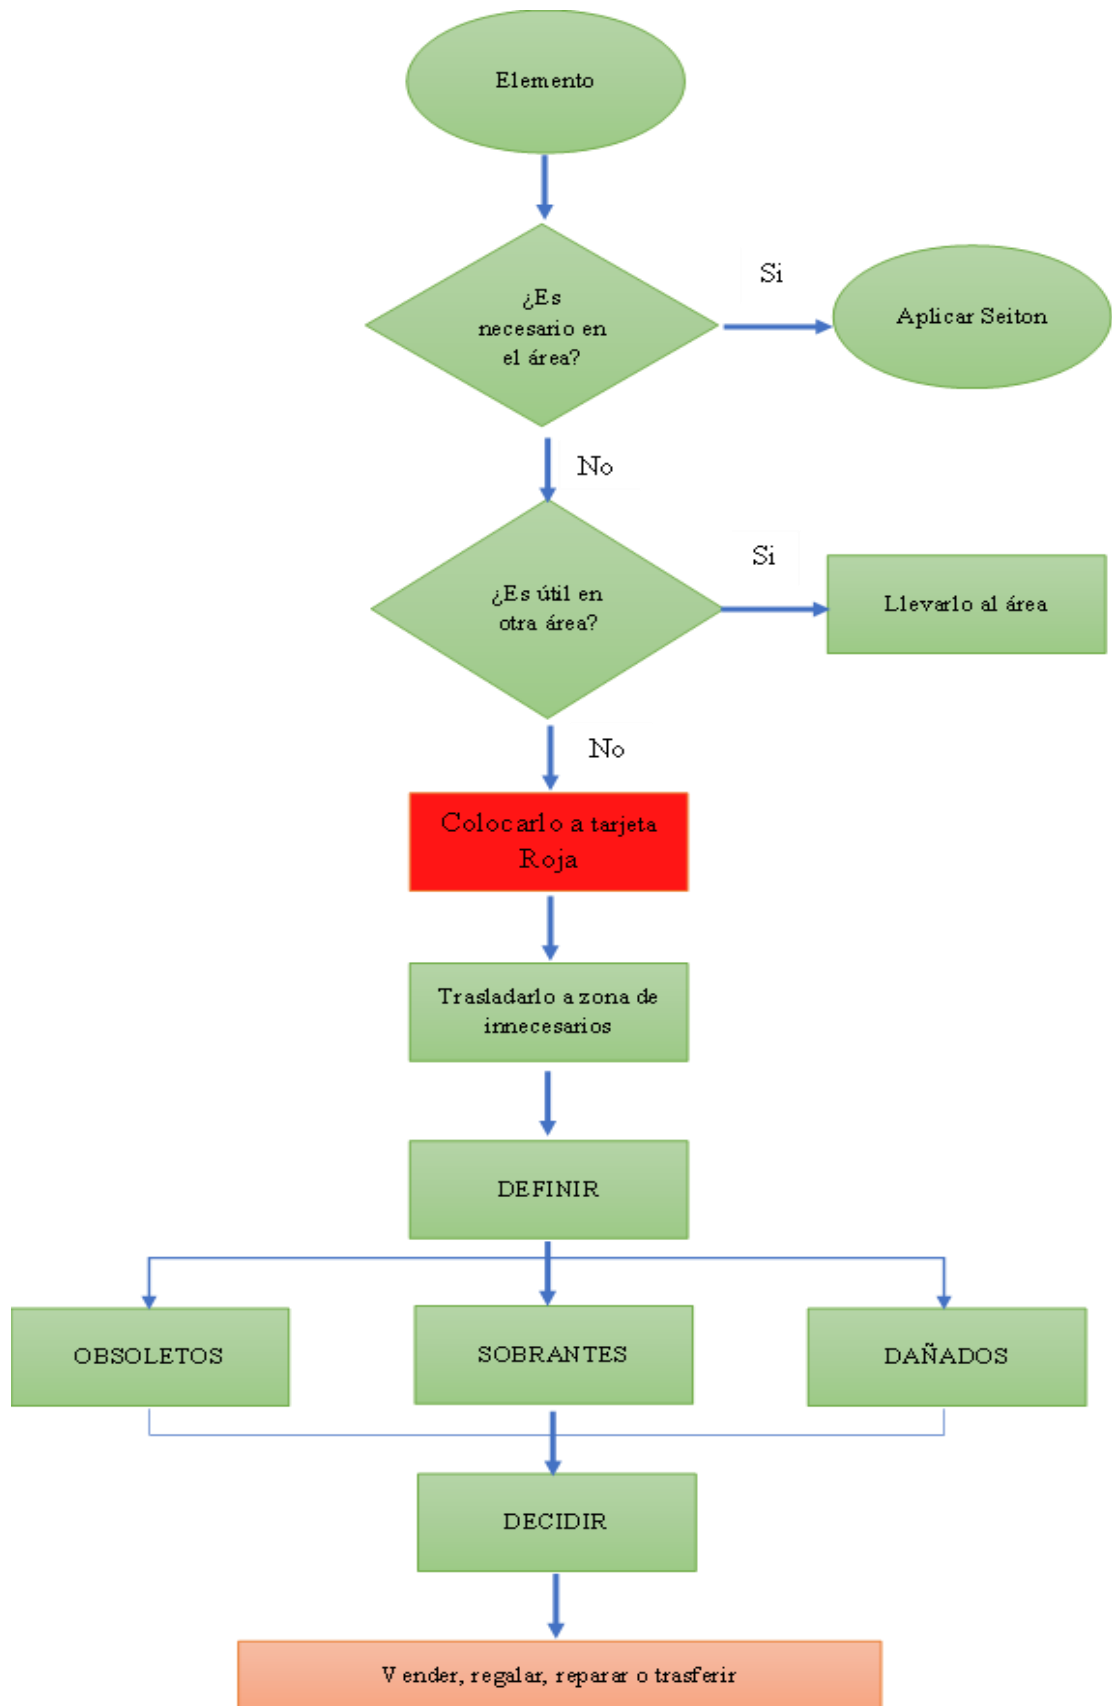 Elemento
¿Es
necesario en
el área?
Si
Aplicar Seiton
No
¿Es útil en
otra área?
Si
Llevarlo al área
No
Colocarlo a tarjeta
Roja
Trasladarlo a zona de
innecesarios
DEFINIR
OBSOLETOS
SOBRANTES
DAÑADOS
DECIDIR
Vender, regalar, reparar o trasferir